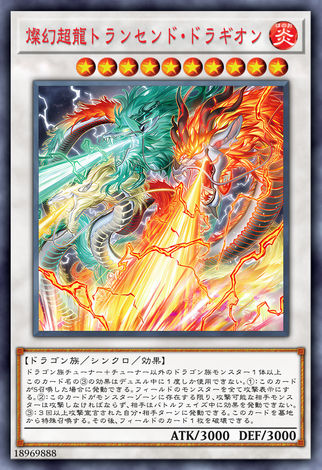 燦幻超龍トランセンド・ドラギオン
ほのお
炎
【ドラゴン族／シンクロ／効果】
ドラゴン族チューナー＋チューナー以外のドラゴン族モンスター１体以上
このカード名の③の効果はデュエル中に１度しか使用できない。①：このカード
がS召喚した場合に発動できる。フィールドのモンスターを全て攻撃表示にす
る。②：このカードがモンスターゾーンに存在する限り、攻撃可能な相手モンス
ターは攻撃しなければならず、相手はバトルフェイズ中に効果を発動できない。
③：３回以上攻撃宣言された自分・相手ターンに発動できる。このカードを墓地
から特殊召喚する。その後、フィールドのカード１枚を破壊できる。
ATK/3000 DEF/3000
18969888